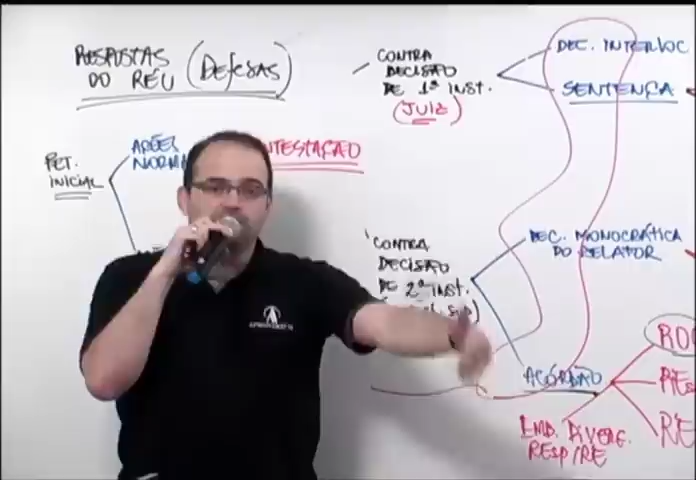 RESPOSTAS
DO RÉU (DEFESAS)
PET.
INICIAL
AÇÕES
CONTRA
DECISÃO
DE 1ª INST.
(JUIZ)
DEC. INTERLOC
SENTENÇA
CONTRA
DECISÃO
DE 2ª INST.
DEC. MONOCRÁTICA
DO RELATOR
ACÓRDÃO
EMB. DIVERG.
RESP/RE